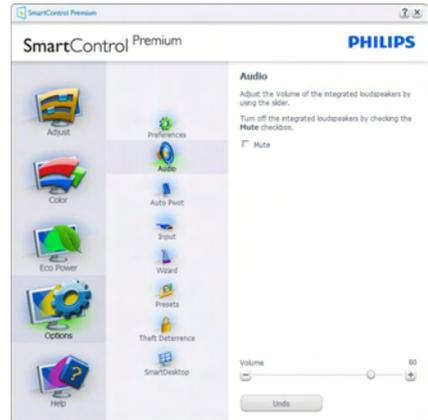 SmartControl Premium
SmartControl Premium
PHILIPS
Adjust
Color
Eco Power
Options
Help
Preferences
Audio
Auto Pivot
Input
Wizard
Presets
Theft Deterrence
SmartDesktop
Audio
Adjust the Volume of the integrated loudspeakers by
using the slider.
Turn off the integrated loudspeakers by checking the
Mute checkbox.
Mute
Volume 80
Undo